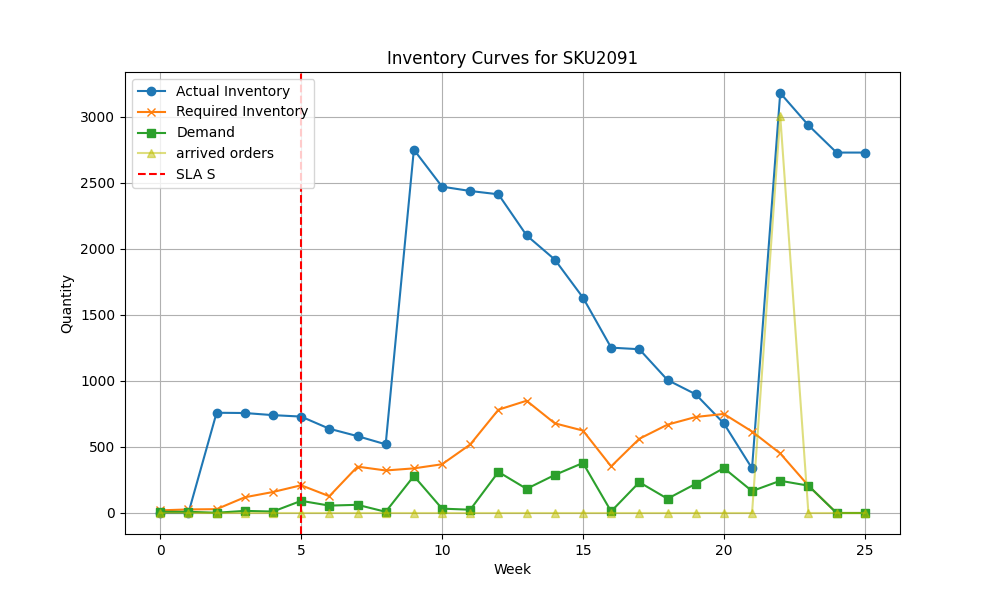 Inventory Curves for SKU2091
Actual Inventory
Required Inventory
Demand
arrived orders
SLA S
Quantity
3000
2500
2000
1500
1000
500
0
0 5 10 15 20 25
Week